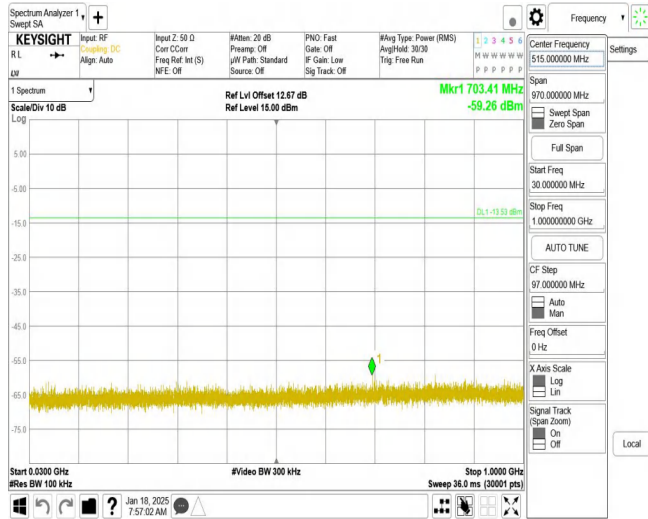 Spectrum Analyzer 1
Swept SA
+
Frequency
Settings
KEYSIGHT
RL
Input: RF
Coupling: DC
Align: Auto
Input Z: 50 Ω
Corr CCorr
Freq Ref: Int (S)
NFE: Off
#Atten: 20 dB
Preamp: Off
µW Path: Standard
Source: Off
PNO: Fast
Gate: Off
IF Gain: Low
Sig Track: Off
#Avg Type: Power (RMS)
Avg|Hold: 30/30
Trig: Free Run
1 2 3 4 5 6
M W W W W W
P P P P P P
1 Spectrum
Scale/Div 10 dB
Log
Ref Lvl Offset 12.67 dB
Ref Level 15.00 dBm
Mkr1 703.41 MHz
-59.26 dBm
5.00
-5.00
-15.0
-25.0
-35.0
-45.0
-55.0
-65.0
-75.0
DL1 -13.53 dBm
1
Start 0.0300 GHz
#Res BW 100 kHz
#Video BW 300 kHz
Stop 1.0000 GHz
Sweep 36.0 ms (30001 pts)
Center Frequency
515.000000 MHz
Span
970.000000 MHz
Swept Span
Zero Span
Full Span
Start Freq
30.000000 MHz
Stop Freq
1.000000000 GHz
AUTO TUNE
CF Step
97.000000 MHz
Auto
Man
Freq Offset
0 Hz
X Axis Scale
Log
Lin
Signal Track
(Span Zoom)
On
Off
Local
?
Jan 18, 2025
7:57:02 AM